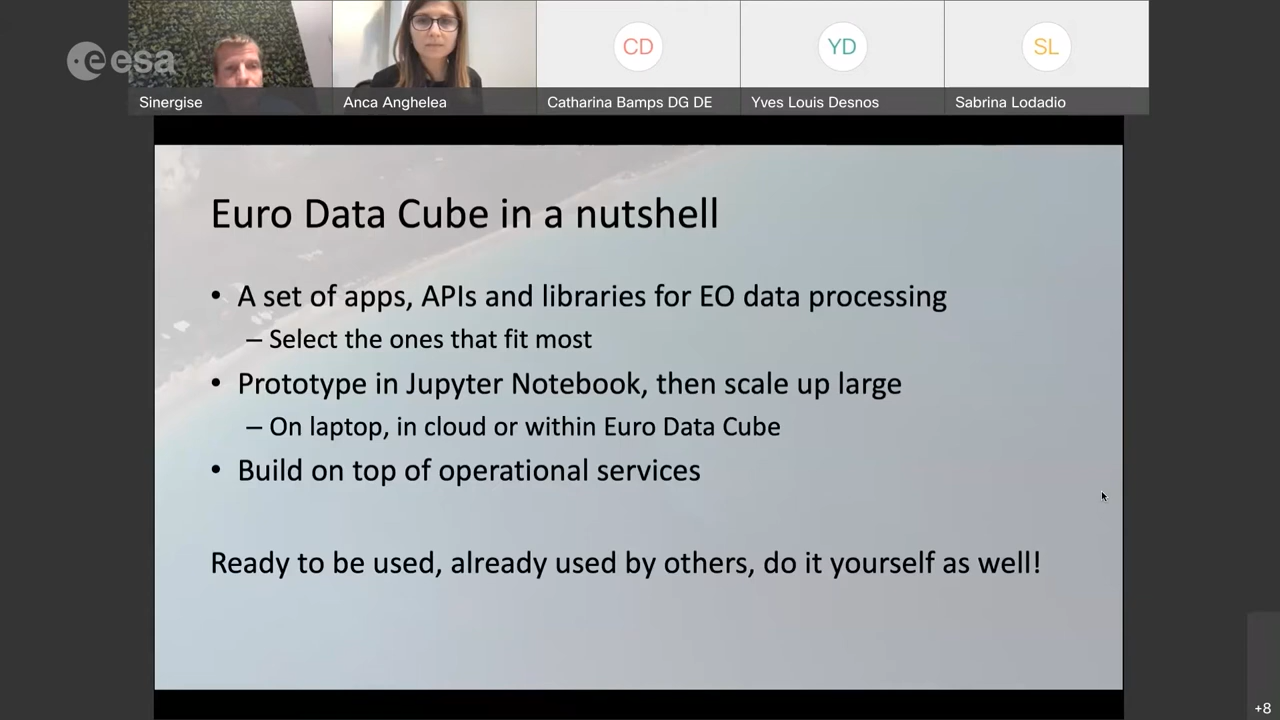 esa
Sinergise
Anca Anghelea
CD
Catharina Bamps DG DE
YD
Yves Louis Desnos
SL
Sabrina Lodadio
Euro Data Cube in a nutshell
• A set of apps, APIs and libraries for EO data processing
– Select the ones that fit most
• Prototype in Jupyter Notebook, then scale up large
– On laptop, in cloud or within Euro Data Cube
• Build on top of operational services
Ready to be used, already used by others, do it yourself as well!
+8